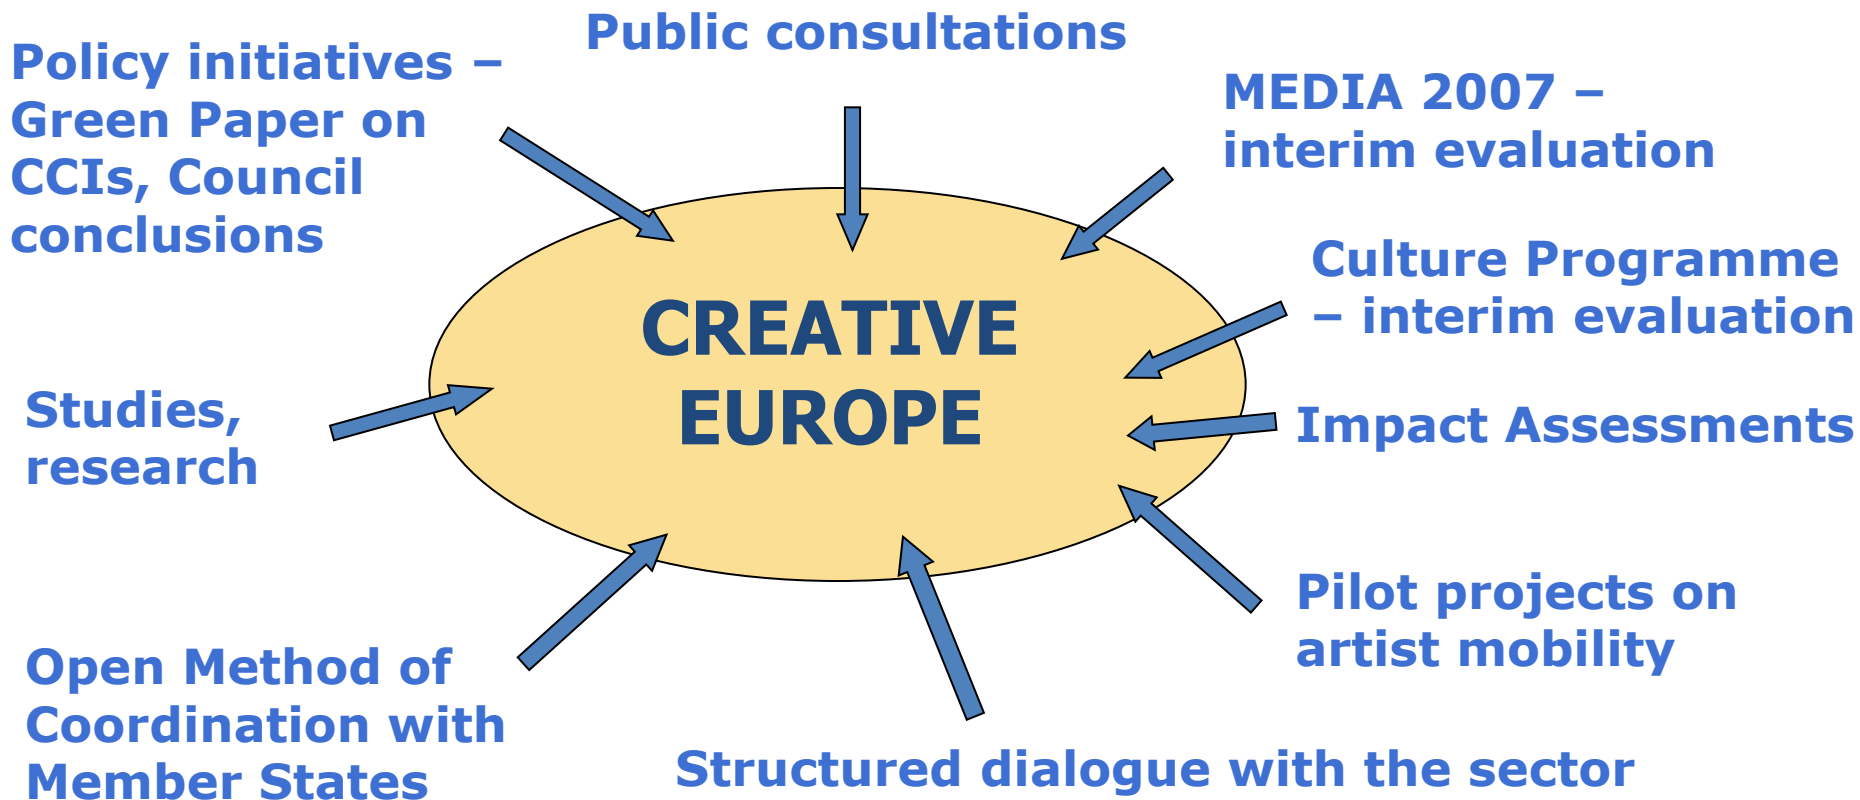 Public consultations
Policy initiatives –
Green Paper on
CCIs, Council
conclusions
MEDIA 2007 –
interim evaluation
Culture Programme
– interim evaluation
CREATIVE
EUROPE
Studies,
research
Impact Assessments
Pilot projects on
artist mobility
Open Method of
Coordination with
Member States
Structured dialogue with the sector